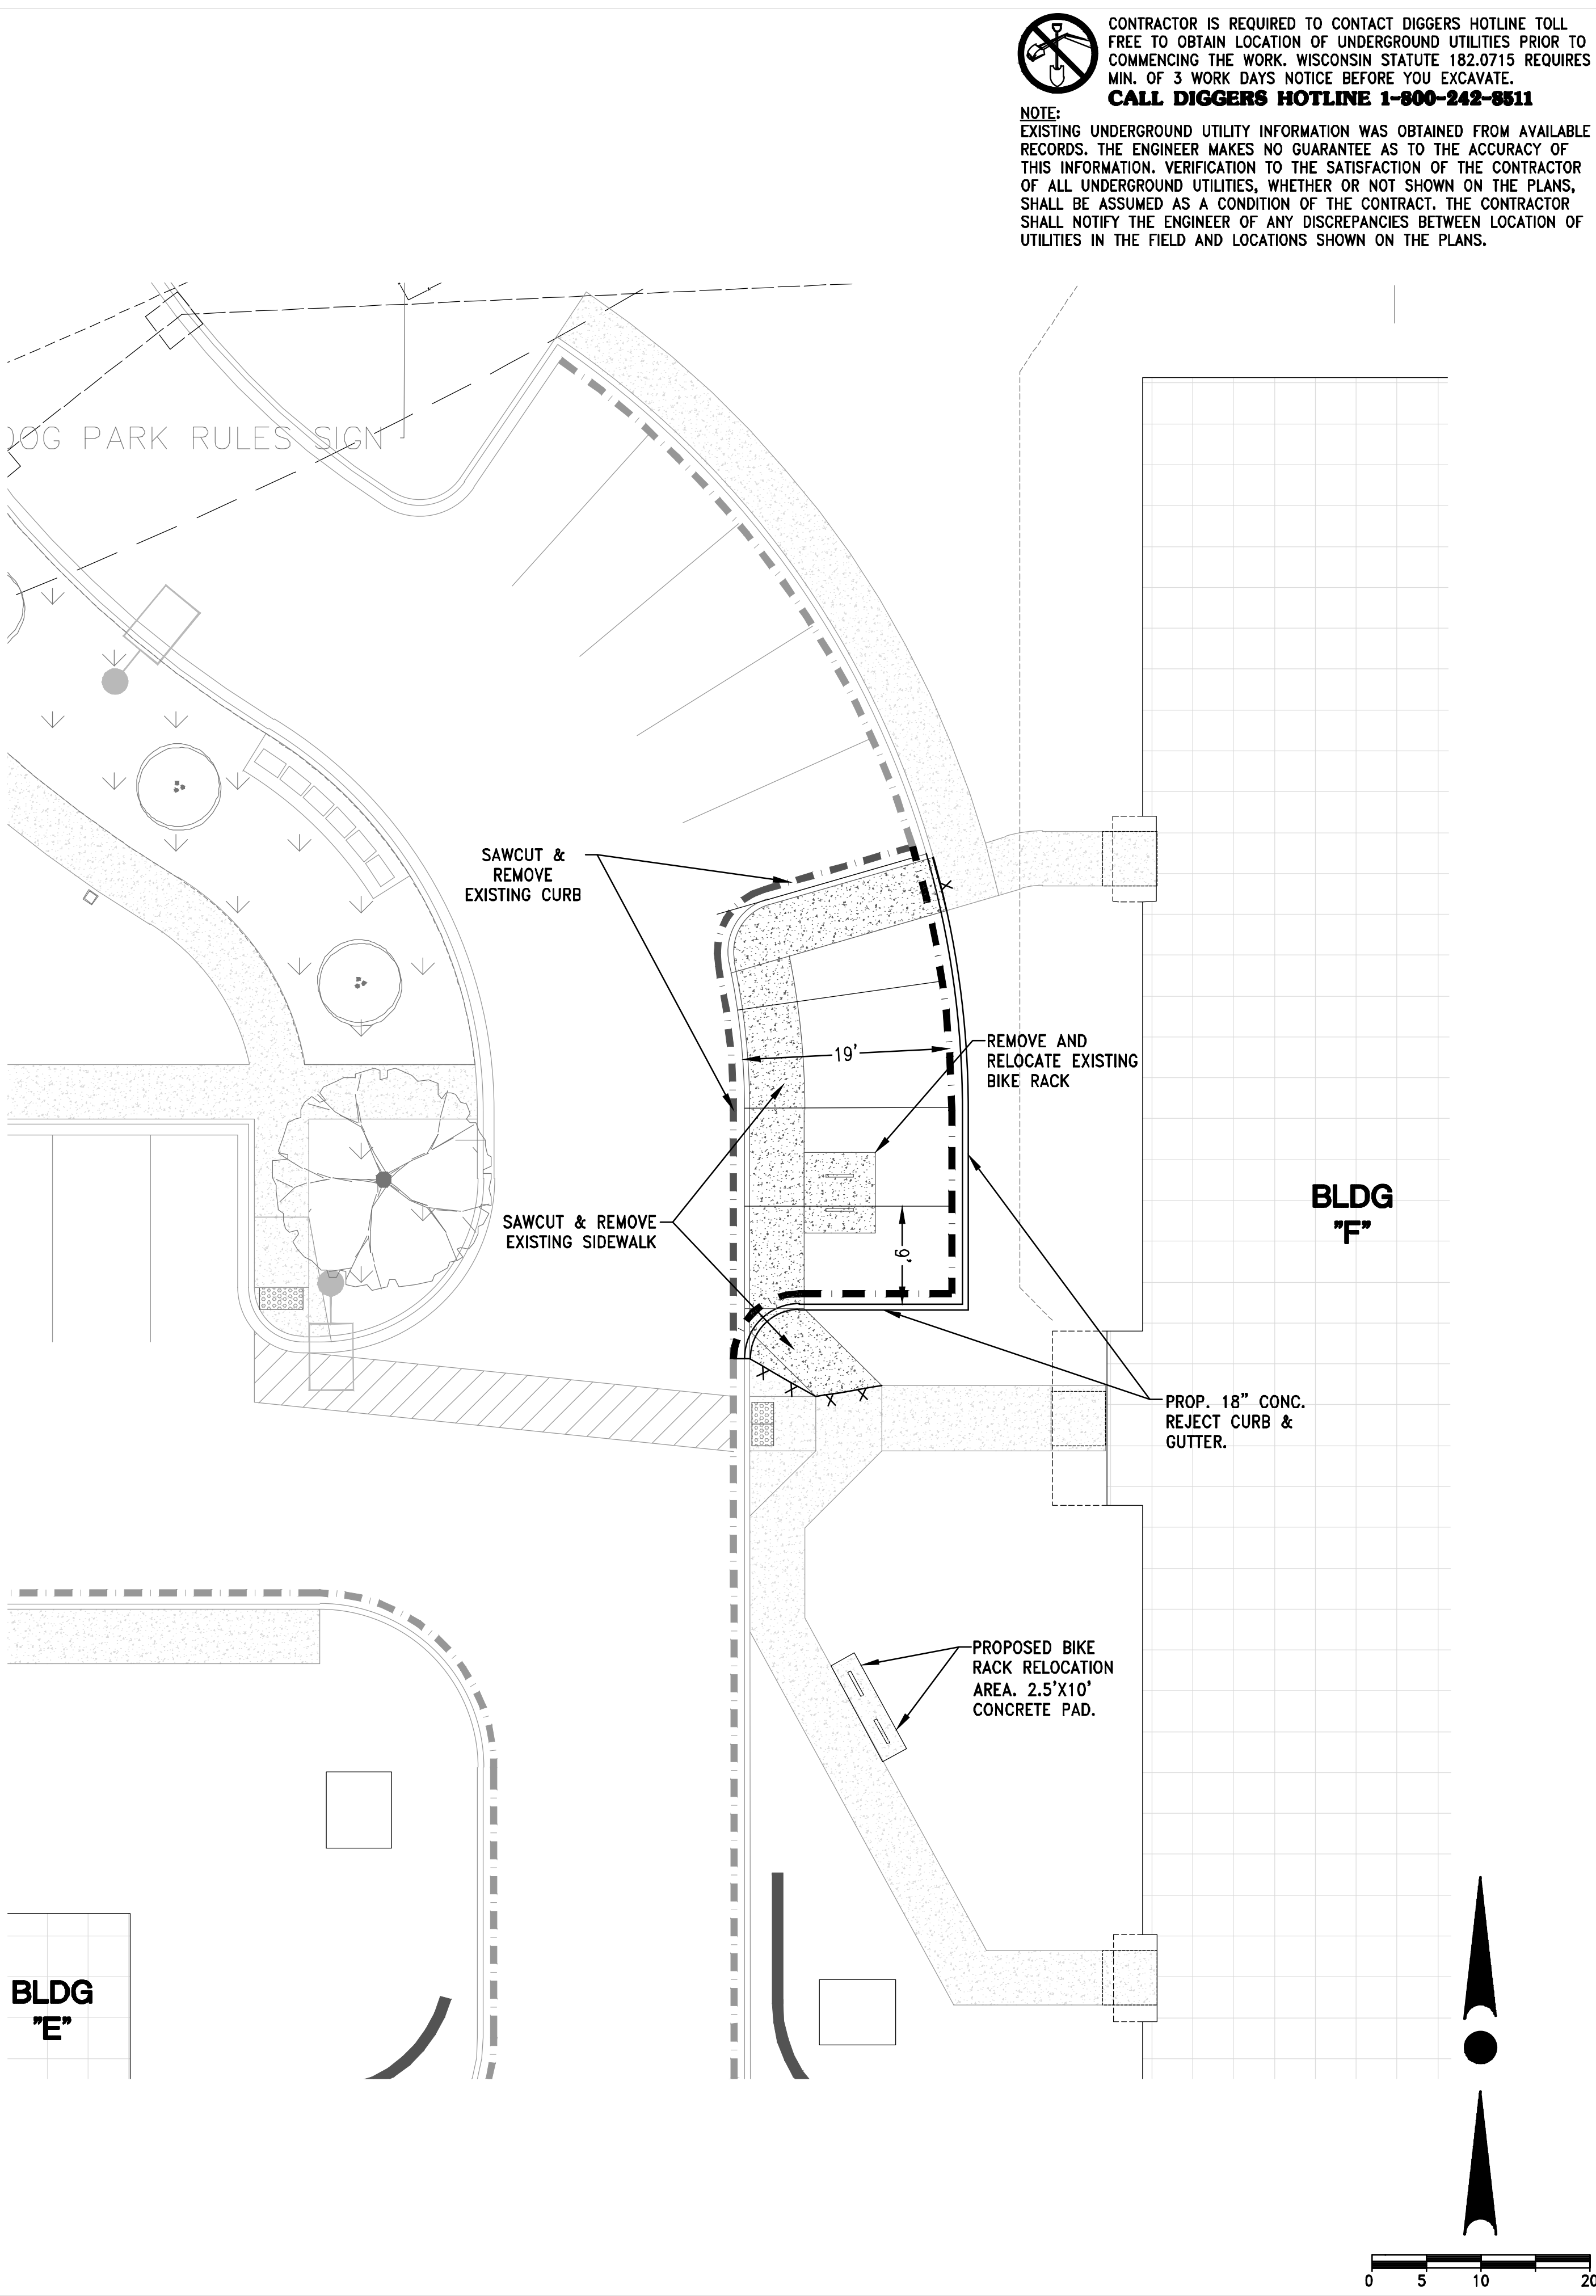 CONTRACTOR IS REQUIRED TO CONTACT DIGGERS HOTLINE TOLL
FREE TO OBTAIN LOCATION OF UNDERGROUND UTILITIES PRIOR TO
COMMENCING THE WORK. WISCONSIN STATUTE 182.0715 REQUIRES
MIN. OF 3 WORK DAYS NOTICE BEFORE YOU EXCAVATE.
CALL DIGGERS HOTLINE 1-800-242-8511
NOTE:
EXISTING UNDERGROUND UTILITY INFORMATION WAS OBTAINED FROM AVAILABLE
RECORDS. THE ENGINEER MAKES NO GUARANTEE AS TO THE ACCURACY OF
THIS INFORMATION. VERIFICATION TO THE SATISFACTION OF THE CONTRACTOR
OF ALL UNDERGROUND UTILITIES, WHETHER OR NOT SHOWN ON THE PLANS,
SHALL BE ASSUMED AS A CONDITION OF THE CONTRACT. THE CONTRACTOR
SHALL NOTIFY THE ENGINEER OF ANY DISCREPANCIES BETWEEN LOCATION OF
UTILITIES IN THE FIELD AND LOCATIONS SHOWN ON THE PLANS.
OG PARK RULES SIGN
SAWCUT &
REMOVE
EXISTING CURB
19'
REMOVE AND
RELOCATE EXISTING
BIKE RACK
SAWCUT & REMOVE
EXISTING SIDEWALK
9'
BLDG
"F"
PROP. 18" CONC.
REJECT CURB &
GUTTER.
PROPOSED BIKE
RACK RELOCATION
AREA. 2.5'X10'
CONCRETE PAD.
BLDG
"E"
0 5 10 20